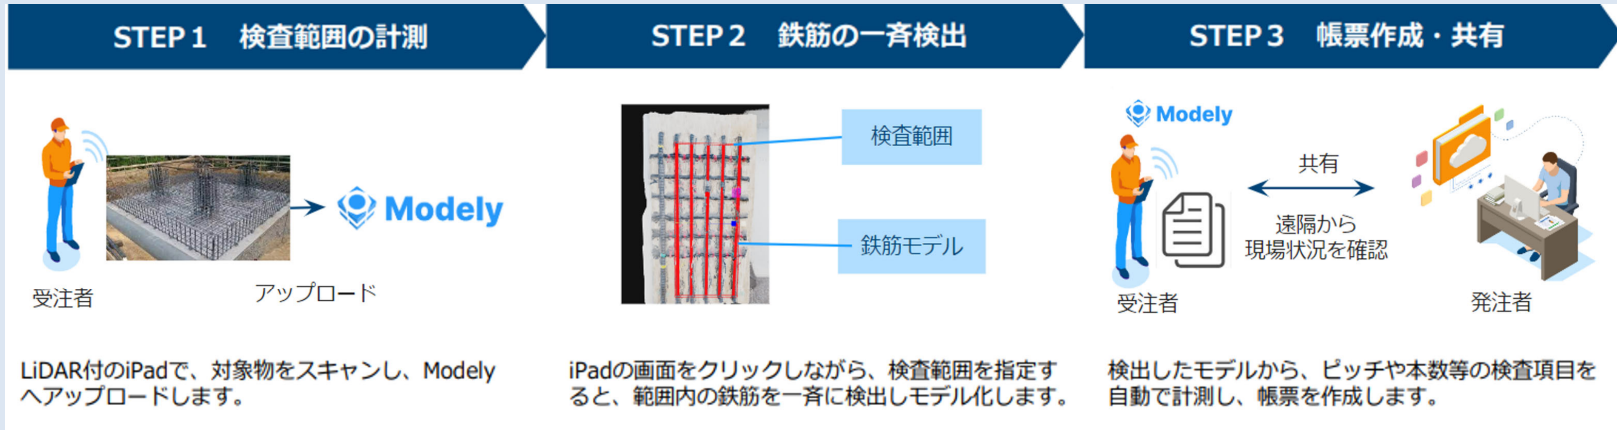 STEP1 検査範囲の計測
STEP2 鉄筋の一斉検出
STEP3 帳票作成・共有
Modely
受注者
アップロード
検査範囲
鉄筋モデル
Modely
共有
遠隔から
現場状況を確認
受注者
発注者
LiDAR付のiPadで、対象物をスキャンし、Modely
へアップロードします。
iPadの画面をクリックしながら、検査範囲を指定す
ると、範囲内の鉄筋を一斉に検出しモデル化します。
検出したモデルから、ピッチや本数等の検査項目を
自動で計測し、帳票を作成します。